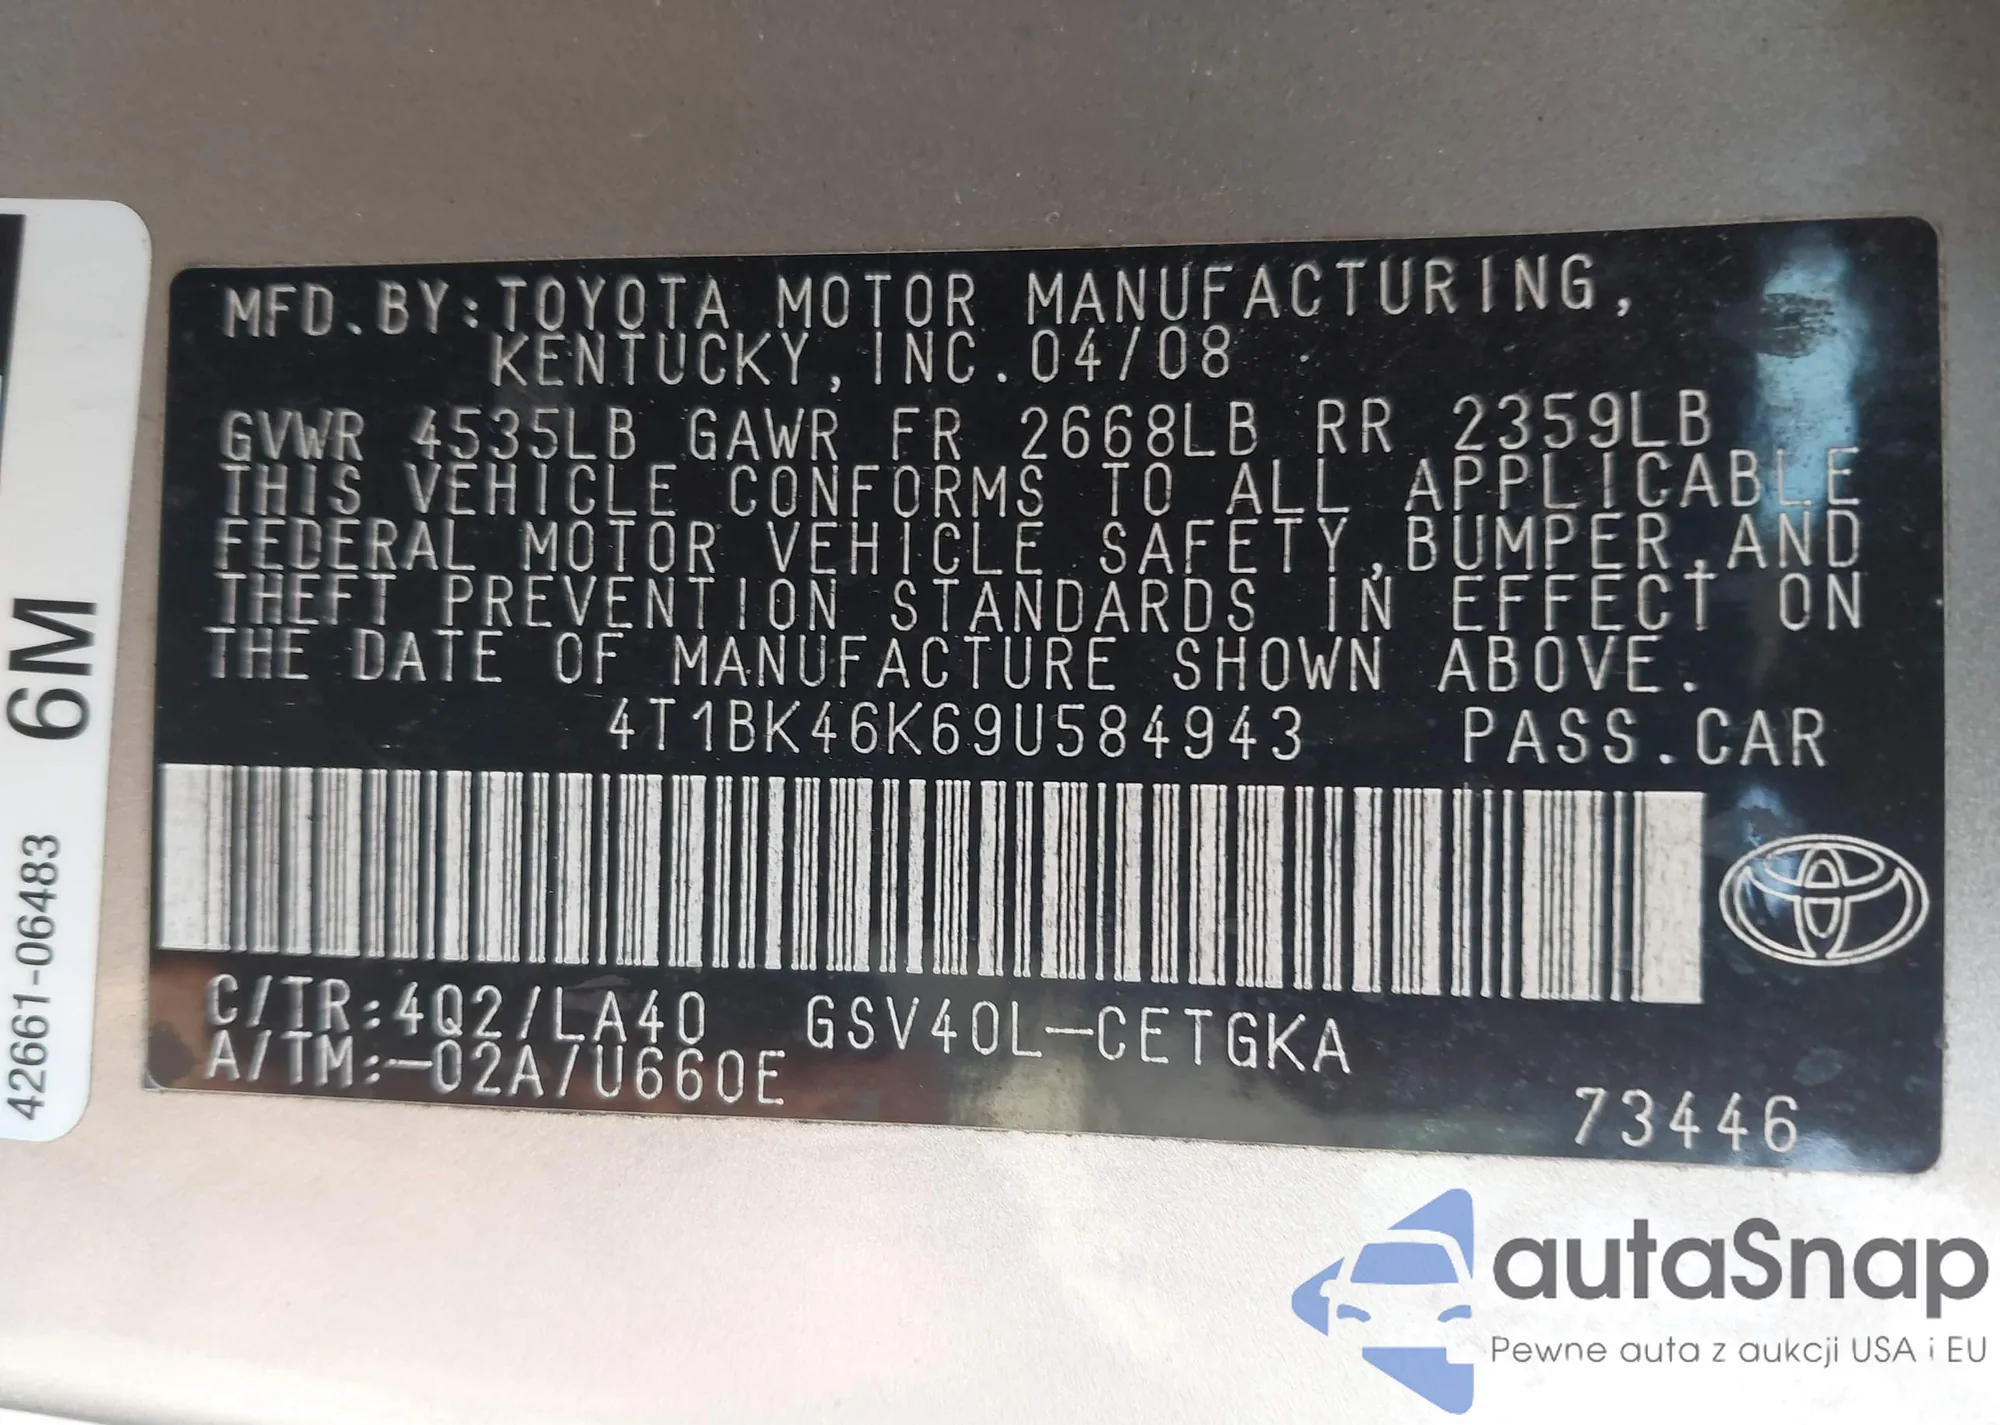 MFD.BY:TOYOTA MOTOR MANUFACTURING,
KENTUCKY, INC.04/08
GVWR 4535LB GAWR FR 2668LB RR 2359LB
THIS VEHICLE CONFORMS TO ALL APPLICABLE
FEDERAL MOTOR VEHICLE SAFETY,BUMPER,AND
THEFT PREVENTION STANDARDS IN EFFECT ON
THE DATE OF MANUFACTURE SHOWN ABOVE.
4T1BK46K69U584943 PASS.CAR
C/TR:4Q2/LA40 GSV40L-CETGKA
A/TM:-02A/U660E
73446
6M
42661-06483
autaSnap
Pewne auta z aukcji USA i EU